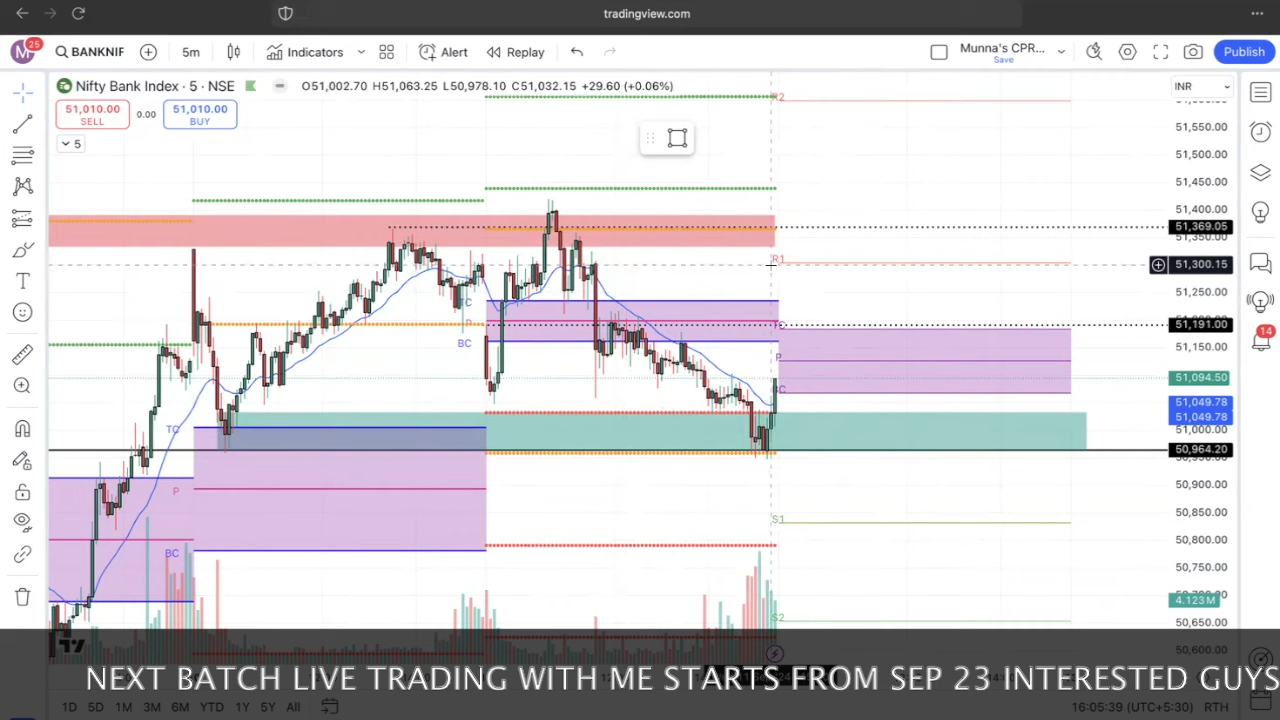 tradingview.com
M 25 BANKNIF 5m Indicators Alert Replay Munna's CPR... Save Publish
Nifty Bank Index · 5 · NSE O51,002.70 H51,063.25 L50,978.10 C51,032.15 +29.60 (+0.06%) INR
51,010.00 SELL 0.00 51,010.00 BUY
5
R2
51,550.00
51,500.00
51,450.00
51,400.00
51,369.05
51,350.00
R1
51,300.15
51,250.00
TC
P
51,191.00
BC
51,150.00
P
51,094.50
51,049.78
51,049.78
TC
51,000.00
50,964.20
P
50,900.00
50,850.00
S1
BC
50,800.00
50,750.00
4.123M
S2
50,650.00
50,600.00
14
NEXT BATCH LIVE TRADING WITH ME STARTS FROM SEP 23 INTERESTED GUYS
1D 5D 1M 3M 6M YTD 1Y 5Y All 16:05:39 (UTC+5:30) RTH